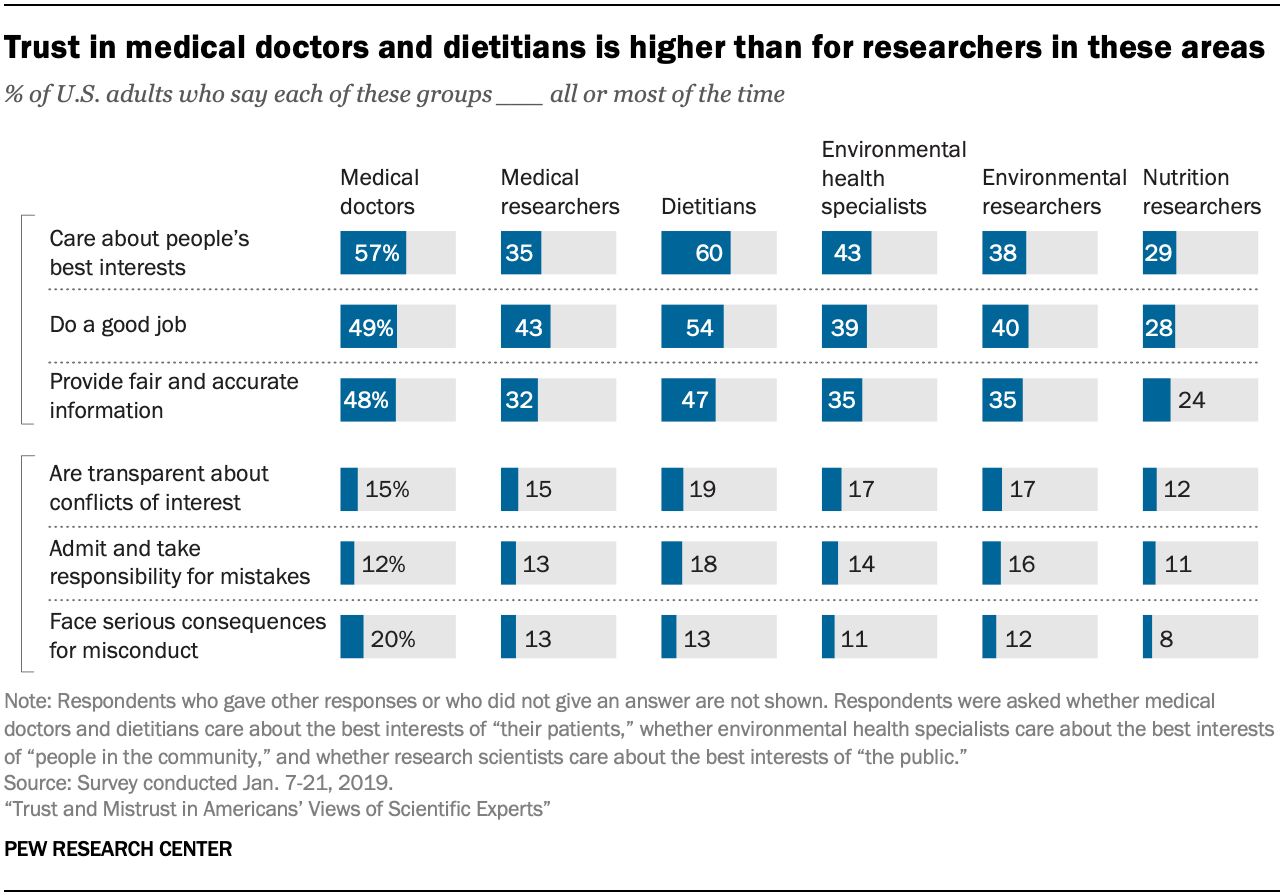 Trust in medical doctors and dietitians is higher than for researchers in these areas
% of U.S. adults who say each of these groups ___ all or most of the time
Medical doctors
Medical researchers
Dietitians
Environmental health specialists
Environmental researchers
Nutrition researchers
Care about people’s best interests
57% 35 60 43 38 29
Do a good job
49% 43 54 39 40 28
Provide fair and accurate information
48% 32 47 35 35 24
Are transparent about conflicts of interest
15% 15 19 17 17 12
Admit and take responsibility for mistakes
12% 13 18 14 16 11
Face serious consequences for misconduct
20% 13 13 11 12 8
Note: Respondents who gave other responses or who did not give an answer are not shown. Respondents were asked whether medical
doctors and dietitians care about the best interests of “their patients,” whether environmental health specialists care about the best interests
of “people in the community,” and whether research scientists care about the best interests of “the public.”
Source: Survey conducted Jan. 7-21, 2019.
“Trust and Mistrust in Americans’ Views of Scientific Experts”
PEW RESEARCH CENTER